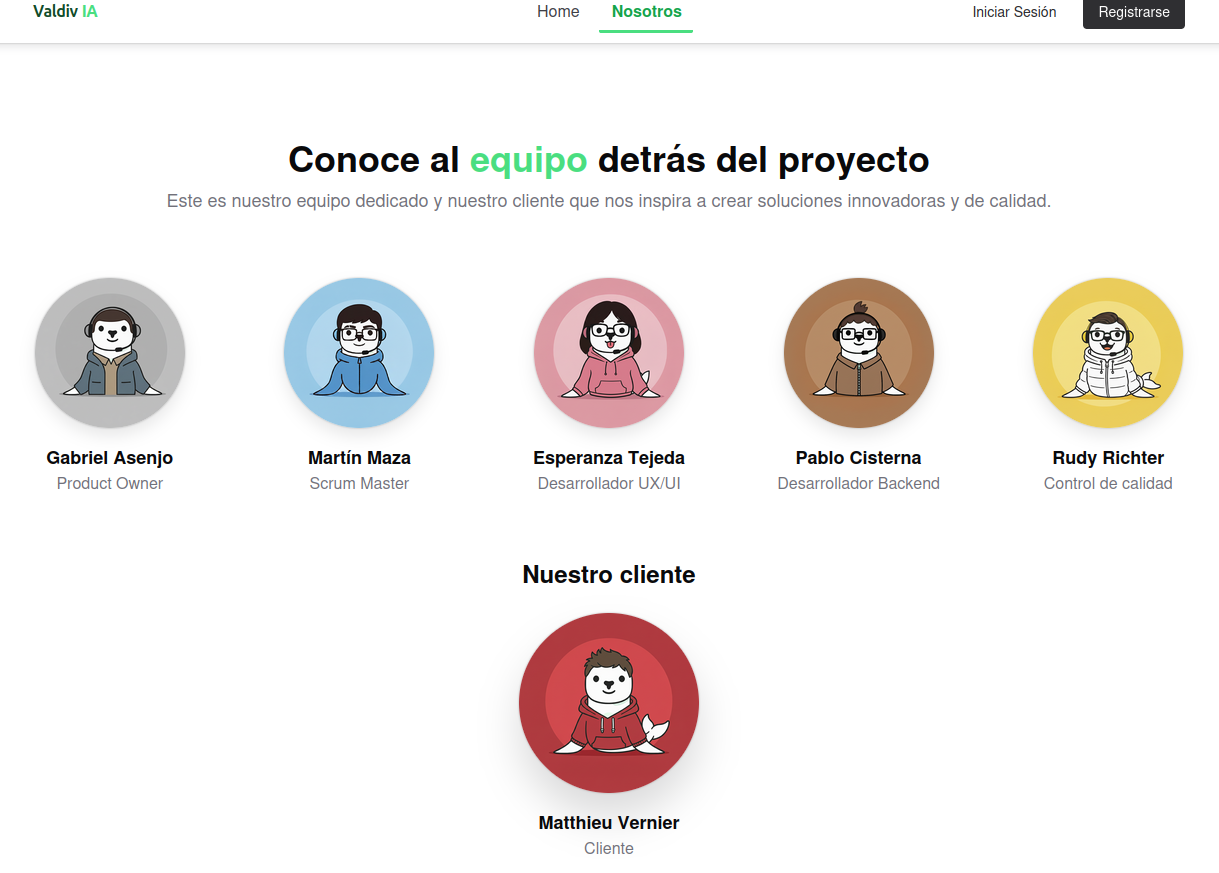 Valdiv IA
Home
Nosotros
Iniciar Sesión
Registrarse
Conoce al equipo detrás del proyecto
Este es nuestro equipo dedicado y nuestro cliente que nos inspira a crear soluciones innovadoras y de calidad.
Gabriel Asenjo
Product Owner
Martín Maza
Scrum Master
Esperanza Tejeda
Desarrollador UX/UI
Pablo Cisterna
Desarrollador Backend
Rudy Richter
Control de calidad
Nuestro cliente
Matthieu Vernier
Cliente